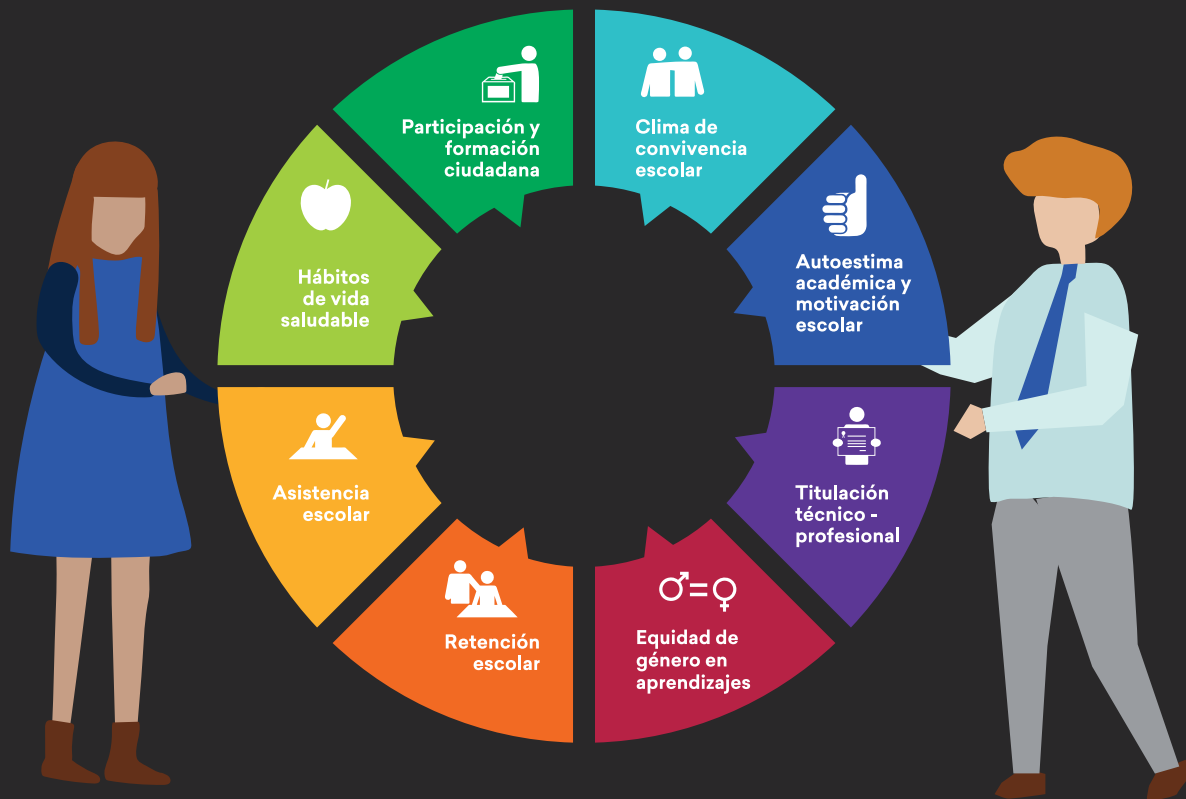 Participación y
formación
ciudadana
Clima de
convivencia
escolar
Autoestima
académica y
motivación
escolar
Titulación
técnico -
profesional
Equidad de
género en
aprendizajes
Retención
escolar
Asistencia
escolar
Hábitos
de vida
saludable